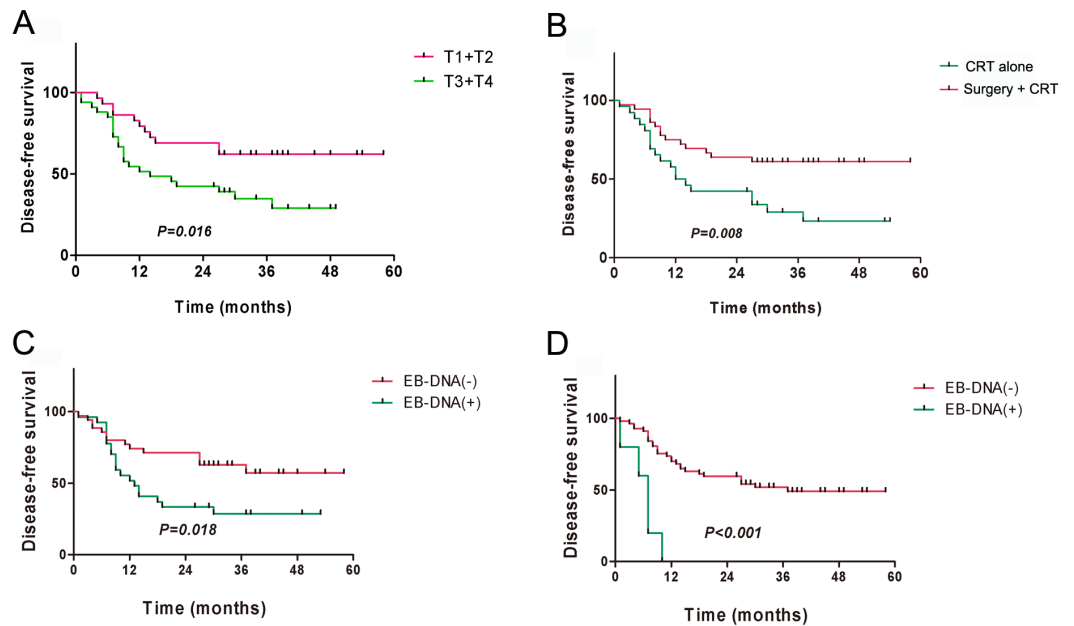 A
T1+T2
T3+T4
Disease-free survival
100
50
0
P=0.016
0 12 24 36 48 60
Time (months)
B
CRT alone
Surgery + CRT
Disease-free survival
100
50
0
P=0.008
0 12 24 36 48 60
Time (months)
C
EB-DNA(-)
EB-DNA(+)
Disease-free survival
100
50
0
P=0.018
0 12 24 36 48 60
Time (months)
D
EB-DNA(-)
EB-DNA(+)
Disease-free survival
100
50
0
P<0.001
0 12 24 36 48 60
Time (months)